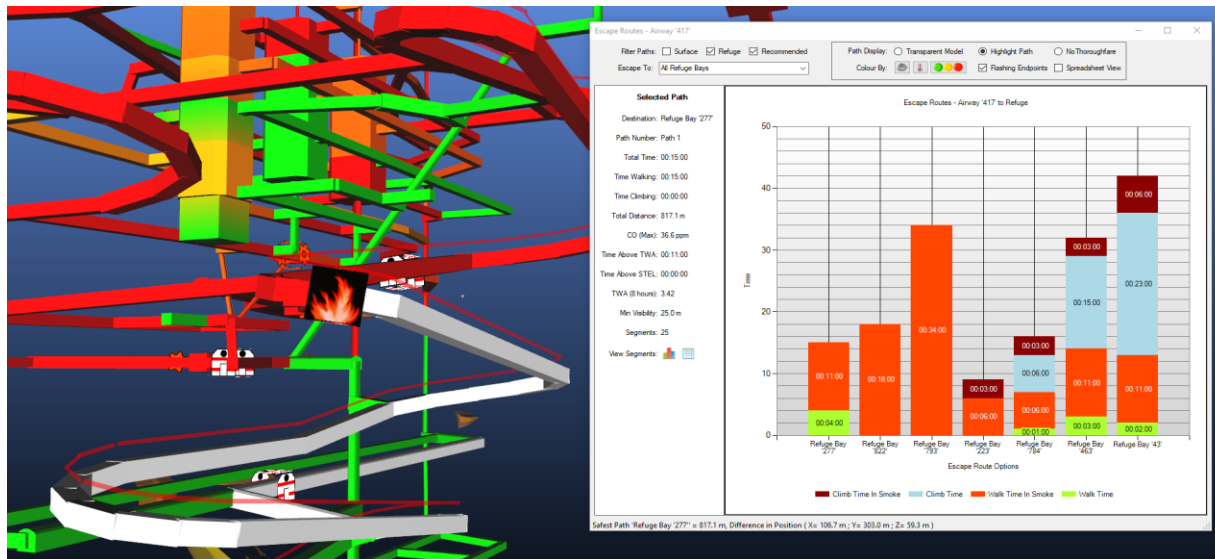 Escape Routes - Airway '417'
Filter Paths: Surface Refuge Recommended
Escape To: All Refuge Bays
Path Display: Transparent Model Highlight Path NoThoroughfare
Colour By: Flashing Endpoints Spreadsheet View
Selected Path
Destination: Refuge Bay '277'
Path Number: Path 1
Total Time: 00:15:00
Time Walking: 00:15:00
Time Climbing: 00:00:00
Total Distance: 817.1 m
CO (Max): 36.6 ppm
Time Above TWA: 00:11:00
Time Above STEL: 00:00:00
TWA (8 hours): 3.42
Min Visibility: 25.0 m
Segments: 25
View Segments:
Escape Routes - Airway '417' to Refuge
50
40
30
20
10
0
Time
00:11:00
00:04:00
00:18:00
00:34:00
00:03:00
00:06:00
00:03:00
00:06:00
00:06:00
00:01:00
00:03:00
00:15:00
00:11:00
00:03:00
00:06:00
00:23:00
00:11:00
00:02:00
Refuge Bay '277'
Refuge Bay '822'
Refuge Bay '793'
Refuge Bay '223'
Refuge Bay '784'
Refuge Bay '463'
Refuge Bay '43'
Escape Route Options
Climb Time In Smoke Climb Time Walk Time In Smoke Walk Time
Safest Path 'Refuge Bay '277'' = 817.1 m, Difference in Position ( X= 106.7 m ; Y= 303.0 m ; Z= 59.3 m )